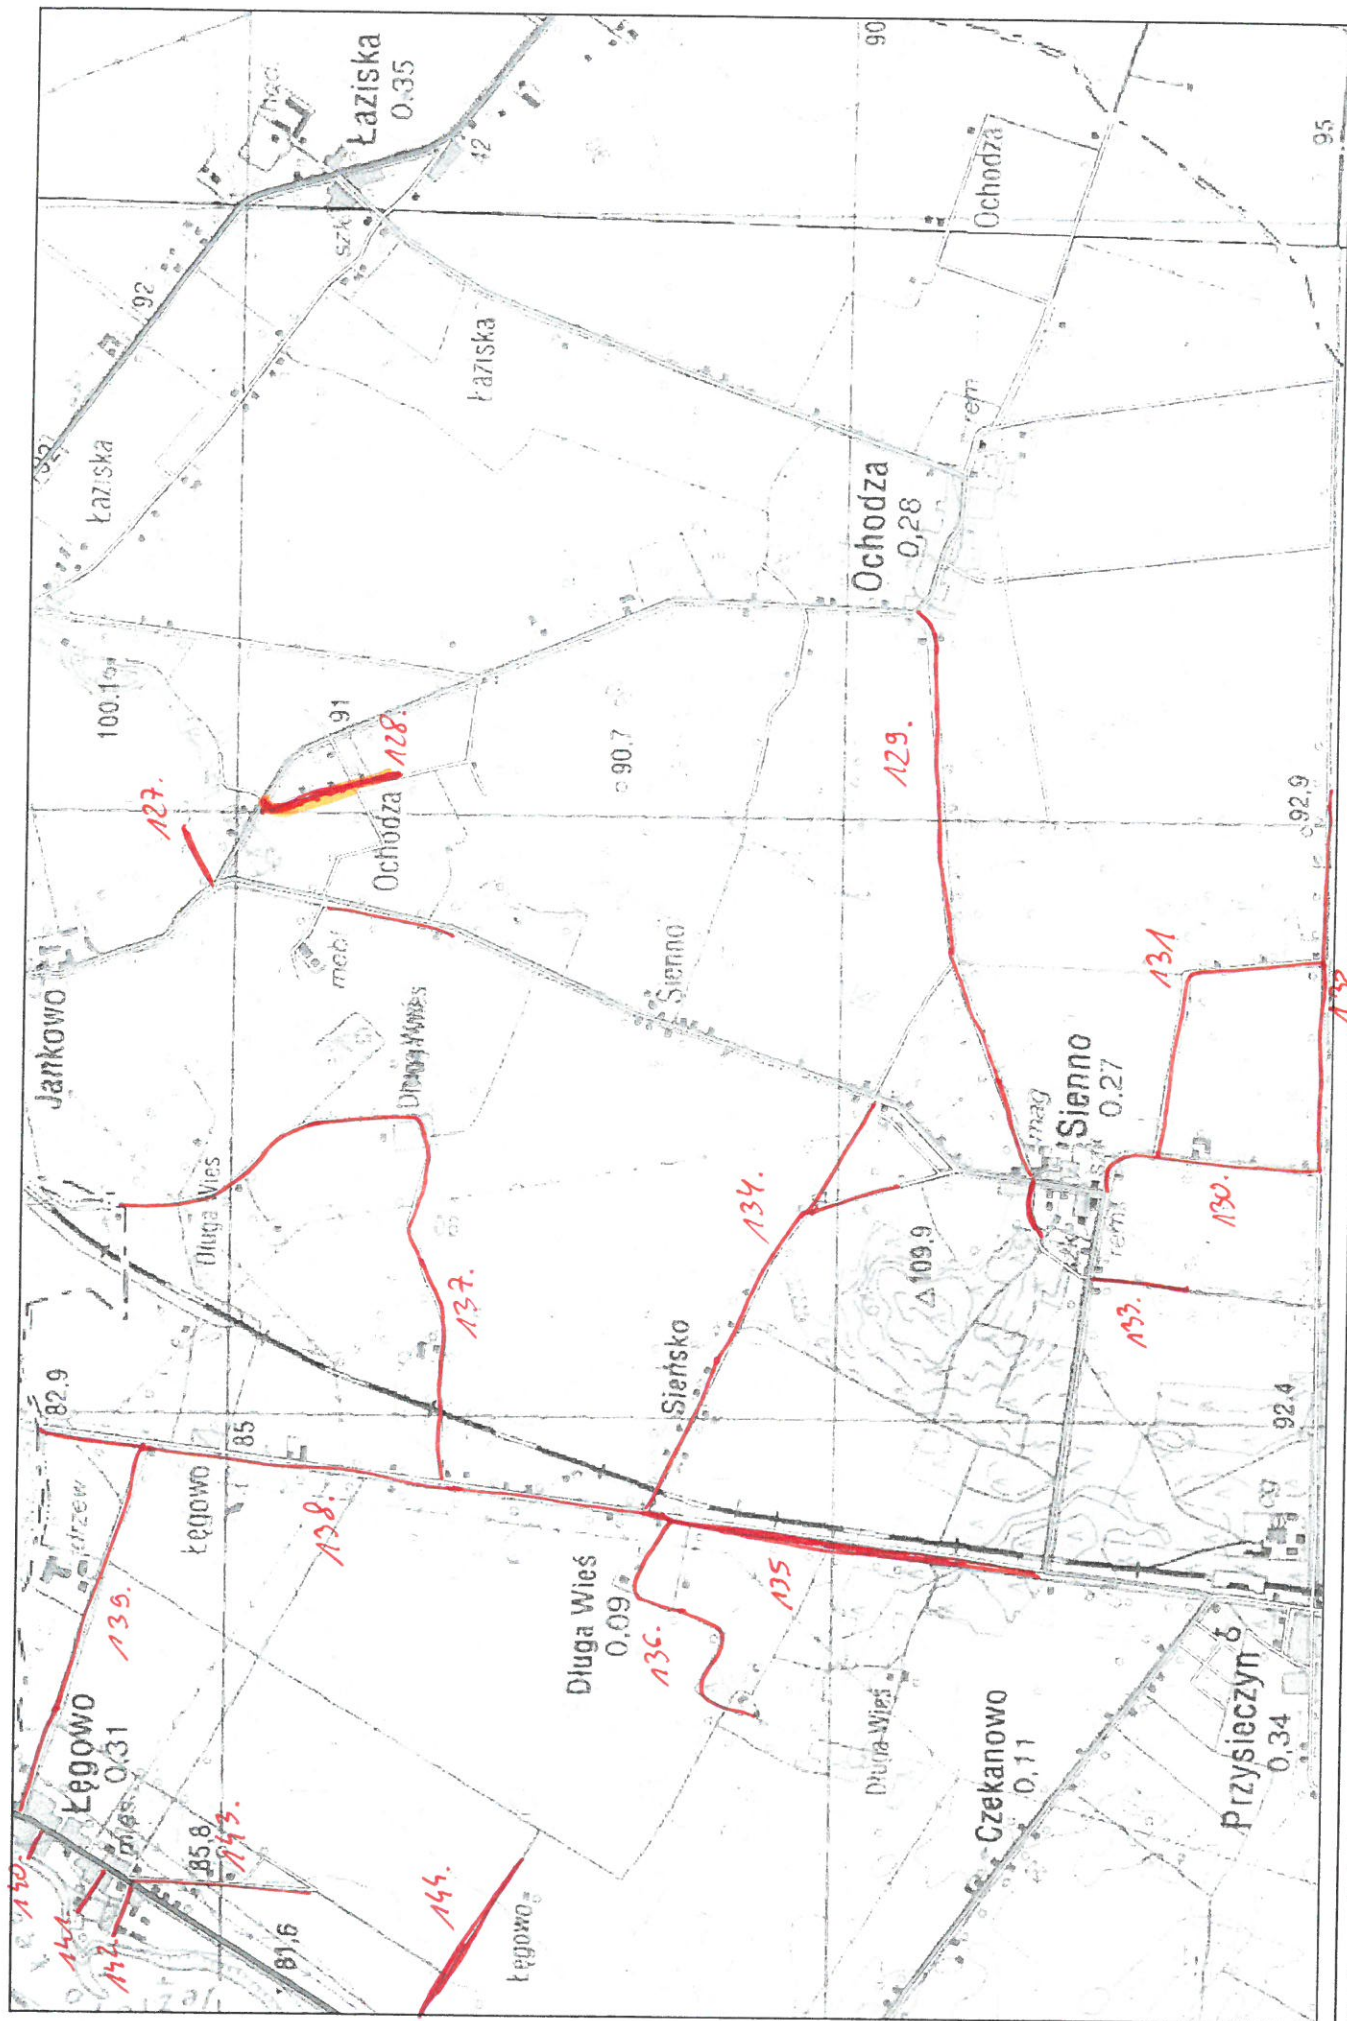 Łaziska
0.35
szk.
42
92
Łaziska
Łaziska
90
95
Ochodza
rem
Ochodza
0,28
100.1
91
128.
127.
Ochodza
90.7
129.
92,9
Jankowo
Sienno
131
Długa Wieś
134.
137.
mag
Sienno
0.27
130.
133.
109.9
Sieńsko
82,9
85
92.4
drzew
Łęgowo
138.
139.
Długa Wieś
0.09
135
136.
Długa Wieś
Łęgowo
0.31
85,8
143.
140.
142.
81,6
144.
Łęgowo
Czekanowo
0,11
Przysieczyn
0,34